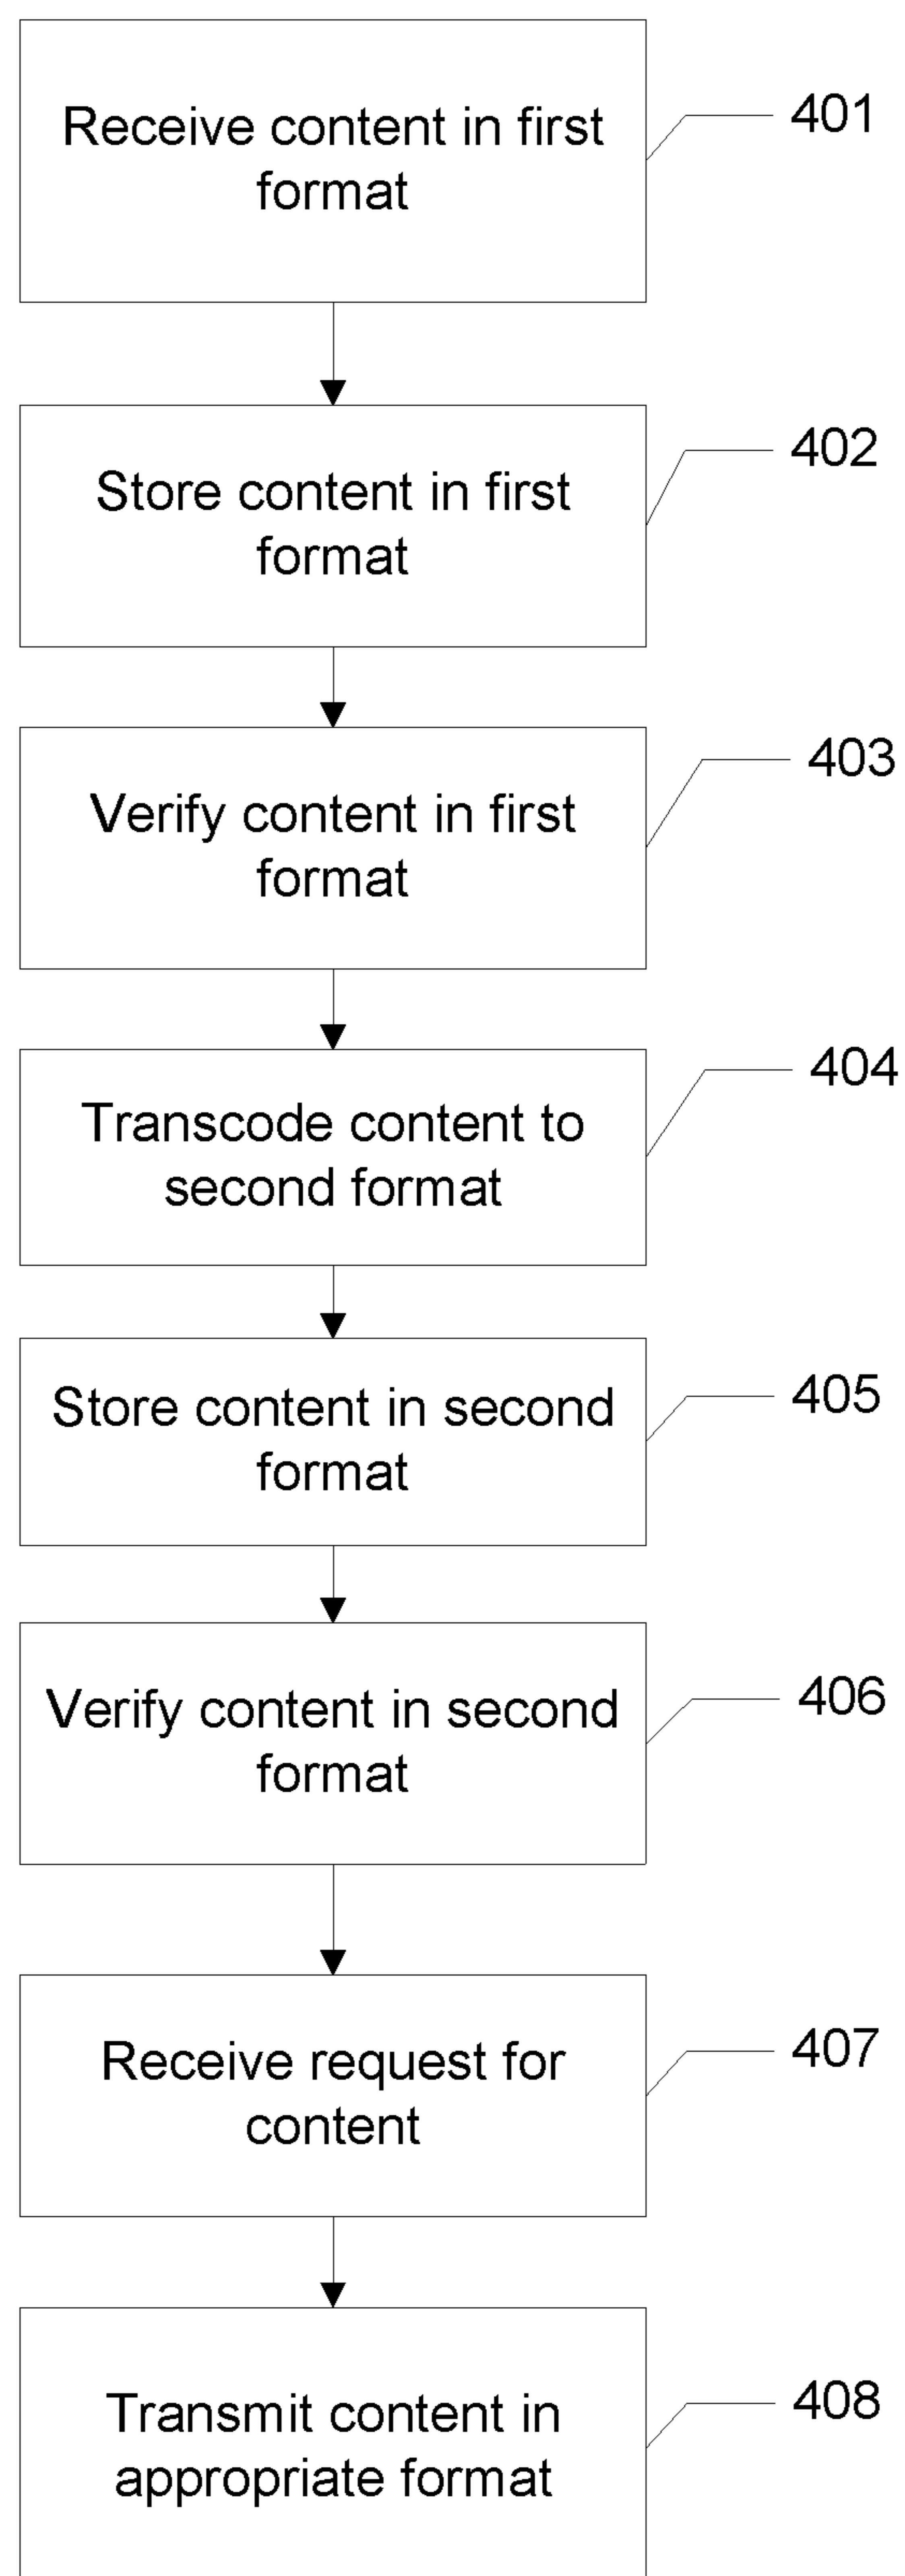 Receive content in first
format
401
Store content in first
format
402
Verify content in first
format
403
Transcode content to
second format
404
Store content in second
format
405
Verify content in second
format
406
Receive request for
content
407
Transmit content in
appropriate format
408